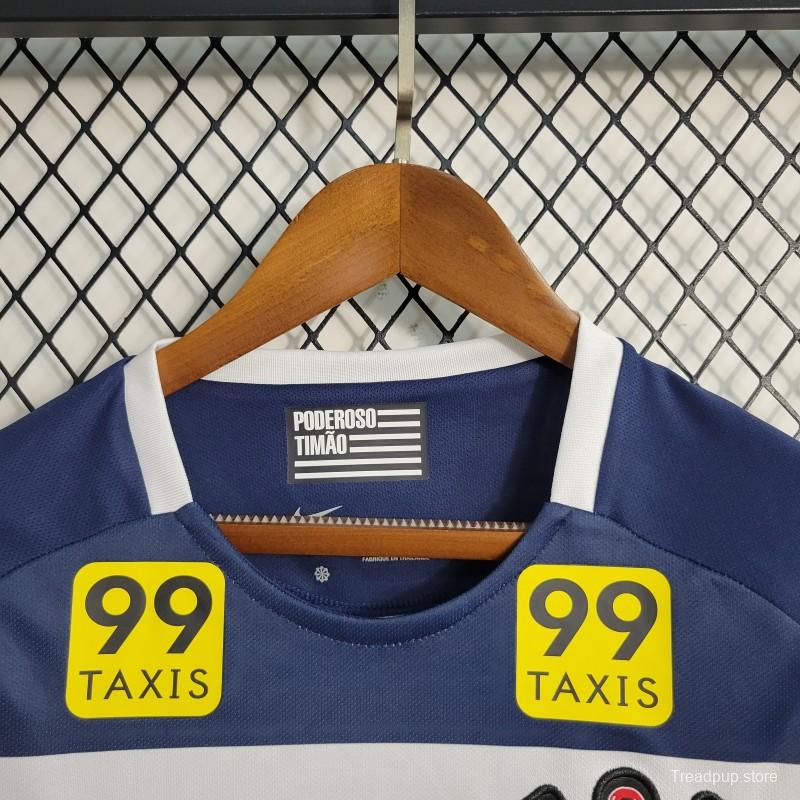 PODEROSO
TIMÃO
99
TAXIS
99
TAXIS
Treadpup.store